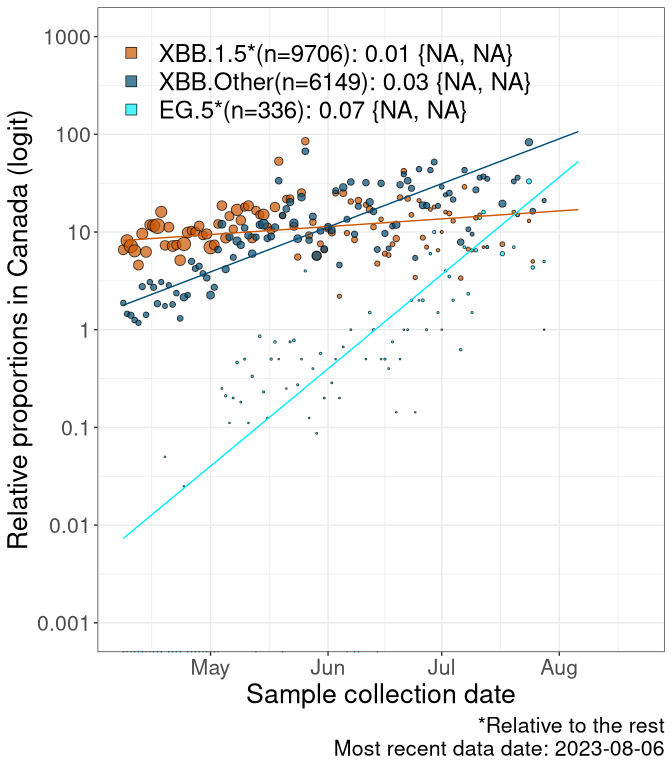 1000
100
10
1
0.1
0.01
0.001
Relative proportions in Canada (logit)
XBB.1.5*(n=9706): 0.01 {NA, NA}
XBB.Other(n=6149): 0.03 {NA, NA}
EG.5*(n=336): 0.07 {NA, NA}
May Jun Jul Aug
Sample collection date
*Relative to the rest
Most recent data date: 2023-08-06